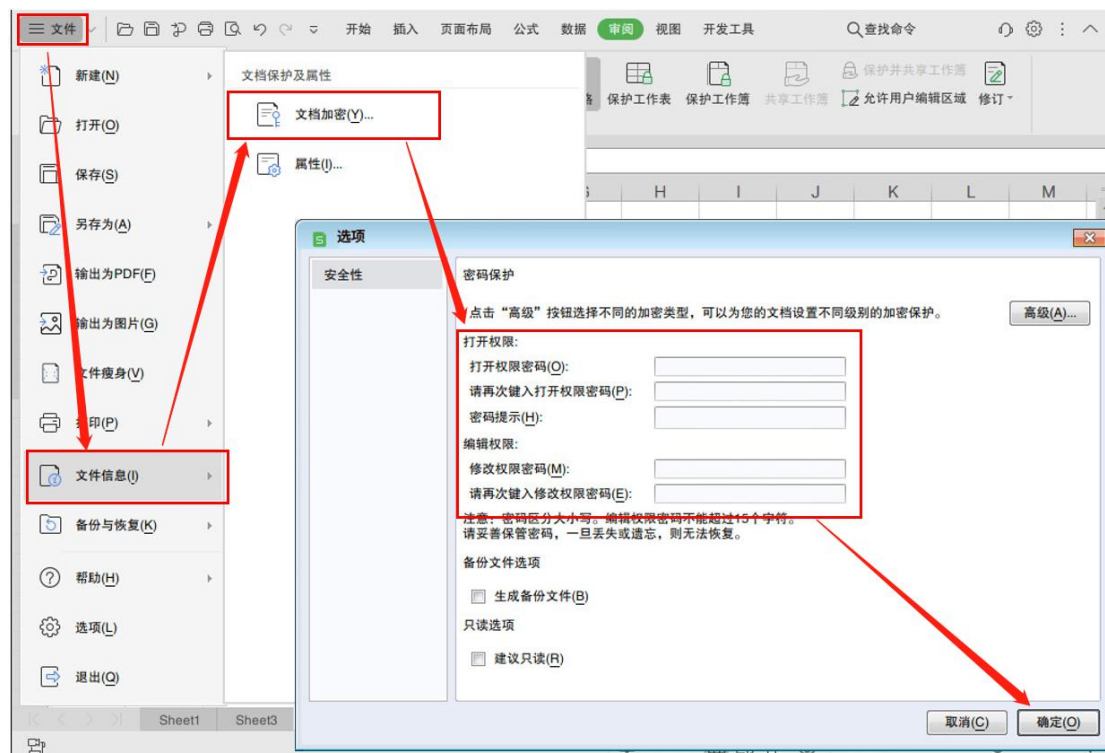 文件
开始 插入 页面布局 公式 数据 审阅 视图 开发工具 查找命令
新建(N)
打开(O)
保存(S)
另存为(A)
输出为PDF(F)
输出为图片(G)
文件瘦身(V)
打印(P)
文件信息(I)
备份与恢复(K)
帮助(H)
选项(L)
退出(Q)
文档保护及属性
文档加密(Y)...
属性(I)...
保护工作表 保护工作簿 共享工作簿
保护并共享工作簿
允许用户编辑区域
修订
H I J K L M
选项
安全性
密码保护
点击“高级”按钮选择不同的加密类型，可以为您的文档设置不同级别的加密保护。
高级(A)...
打开权限:
打开权限密码(O):
请再次键入打开权限密码(P):
密码提示(H):
编辑权限:
修改权限密码(M):
请再次键入修改权限密码(E):
注意：密码区分大小写。编辑权限密码不能超过15个字符。
请妥善保管密码，一旦丢失或遗忘，则无法恢复。
备份文件选项
生成备份文件(B)
只读选项
建议只读(R)
取消(C) 确定(O)
Sheet1 Sheet3